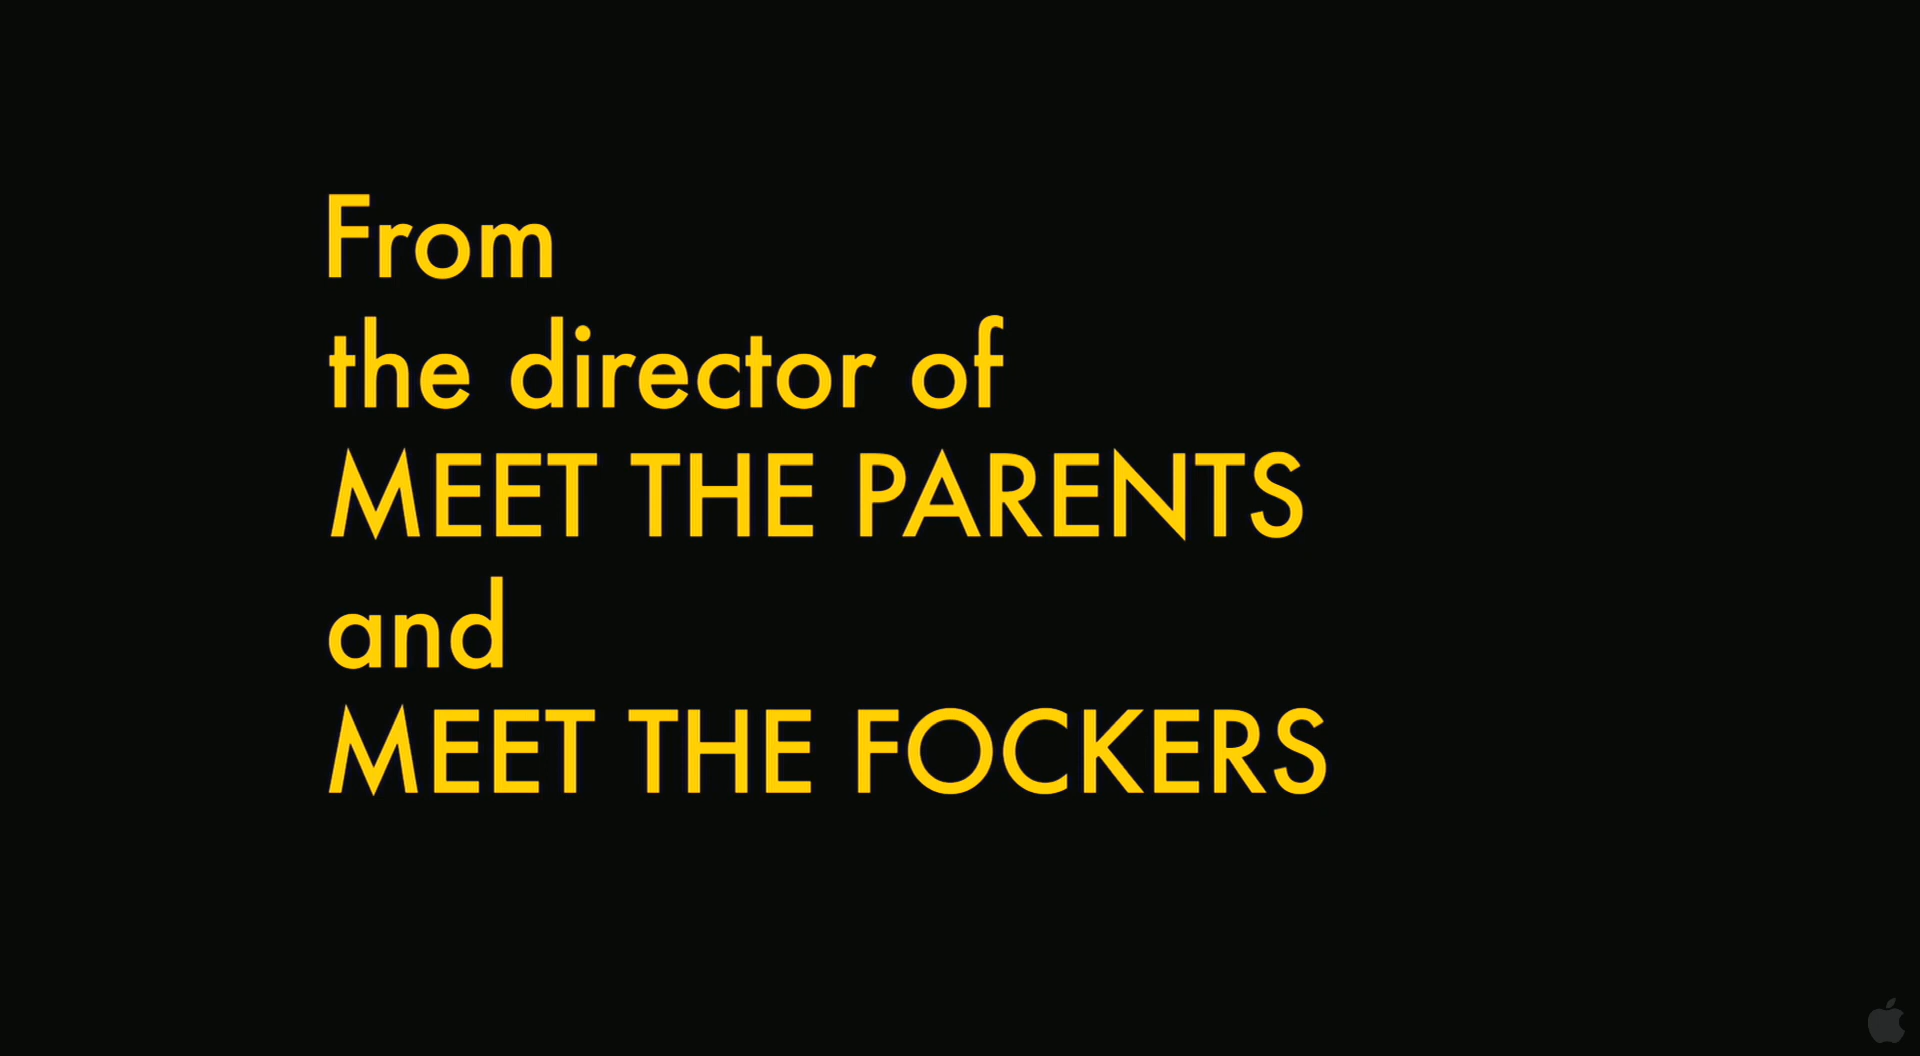 From
the director of
MEET THE PARENTS
and
MEET THE FOCKERS